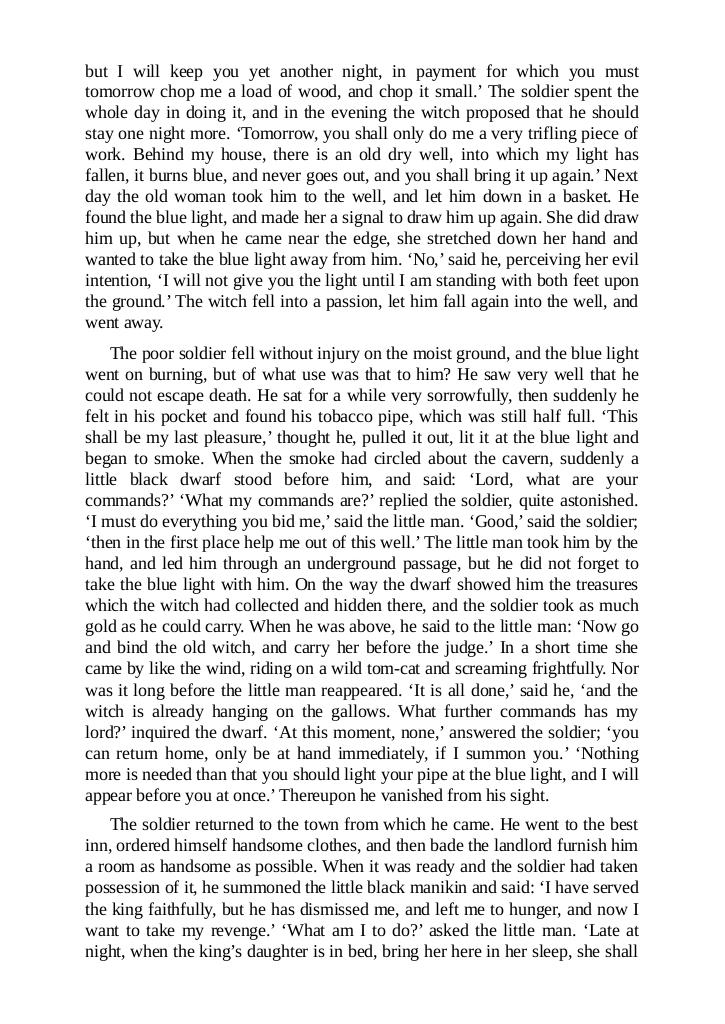 but I will keep you yet another night, in payment for which you must
tomorrow chop me a load of wood, and chop it small.’ The soldier spent the
whole day in doing it, and in the evening the witch proposed that he should
stay one night more. ‘Tomorrow, you shall only do me a very trifling piece of
work. Behind my house, there is an old dry well, into which my light has
fallen, it burns blue, and never goes out, and you shall bring it up again.’ Next
day the old woman took him to the well, and let him down in a basket. He
found the blue light, and made her a signal to draw him up again. She did draw
him up, but when he came near the edge, she stretched down her hand and
wanted to take the blue light away from him. ‘No,’ said he, perceiving her evil
intention, ‘I will not give you the light until I am standing with both feet upon
the ground.’ The witch fell into a passion, let him fall again into the well, and
went away.
The poor soldier fell without injury on the moist ground, and the blue light
went on burning, but of what use was that to him? He saw very well that he
could not escape death. He sat for a while very sorrowfully, then suddenly he
felt in his pocket and found his tobacco pipe, which was still half full. ‘This
shall be my last pleasure,’ thought he, pulled it out, lit it at the blue light and
began to smoke. When the smoke had circled about the cavern, suddenly a
little black dwarf stood before him, and said: ‘Lord, what are your
commands?’ ‘What my commands are?’ replied the soldier, quite astonished.
‘I must do everything you bid me,’ said the little man. ‘Good,’ said the soldier;
‘then in the first place help me out of this well.’ The little man took him by the
hand, and led him through an underground passage, but he did not forget to
take the blue light with him. On the way the dwarf showed him the treasures
which the witch had collected and hidden there, and the soldier took as much
gold as he could carry. When he was above, he said to the little man: ‘Now go
and bind the old witch, and carry her before the judge.’ In a short time she
came by like the wind, riding on a wild tom-cat and screaming frightfully. Nor
was it long before the little man reappeared. ‘It is all done,’ said he, ‘and the
witch is already hanging on the gallows. What further commands has my
lord?’ inquired the dwarf. ‘At this moment, none,’ answered the soldier; ‘you
can return home, only be at hand immediately, if I summon you.’ ‘Nothing
more is needed than that you should light your pipe at the blue light, and I will
appear before you at once.’ Thereupon he vanished from his sight.
The soldier returned to the town from which he came. He went to the best
inn, ordered himself handsome clothes, and then bade the landlord furnish him
a room as handsome as possible. When it was ready and the soldier had taken
possession of it, he summoned the little black manikin and said: ‘I have served
the king faithfully, but he has dismissed me, and left me to hunger, and now I
want to take my revenge.’ ‘What am I to do?’ asked the little man. ‘Late at
night, when the king’s daughter is in bed, bring her here in her sleep, she shall